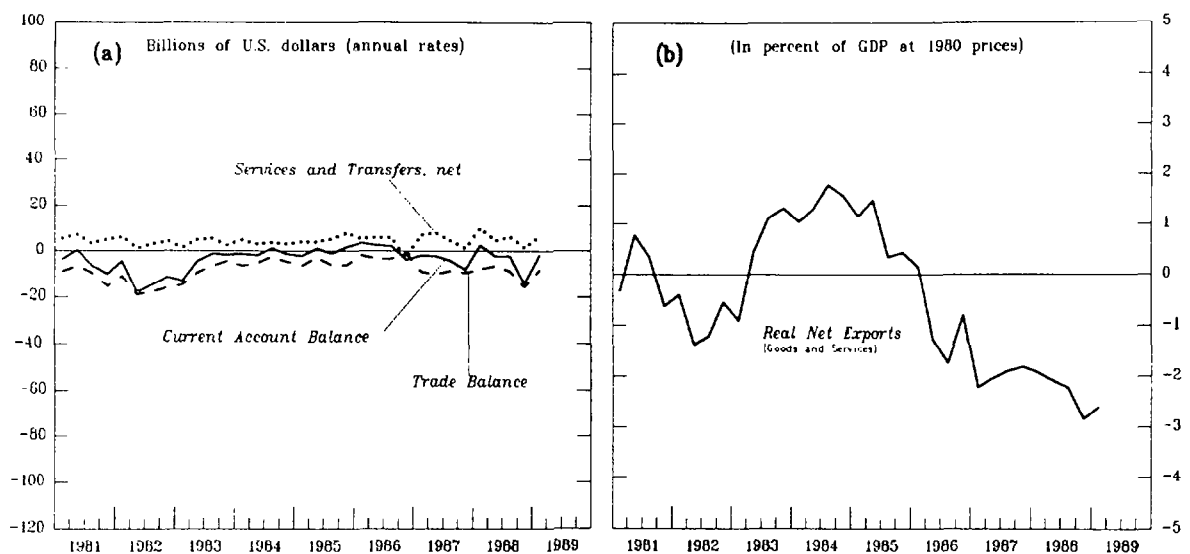 (a) Billions of U.S. dollars (annual rates)
100
80
60
40
20
0
-20
-40
-60
-80
-100
-120
Services and Transfers, net
Current Account Balance
Trade Balance
1981 1982 1983 1984 1985 1986 1987 1988 1989
(b) (In percent of GDP at 1980 prices)
5
4
3
2
1
0
-1
-2
-3
-4
-5
Real Net Exports
(Goods and Services)
1981 1982 1983 1984 1985 1986 1987 1988 1989